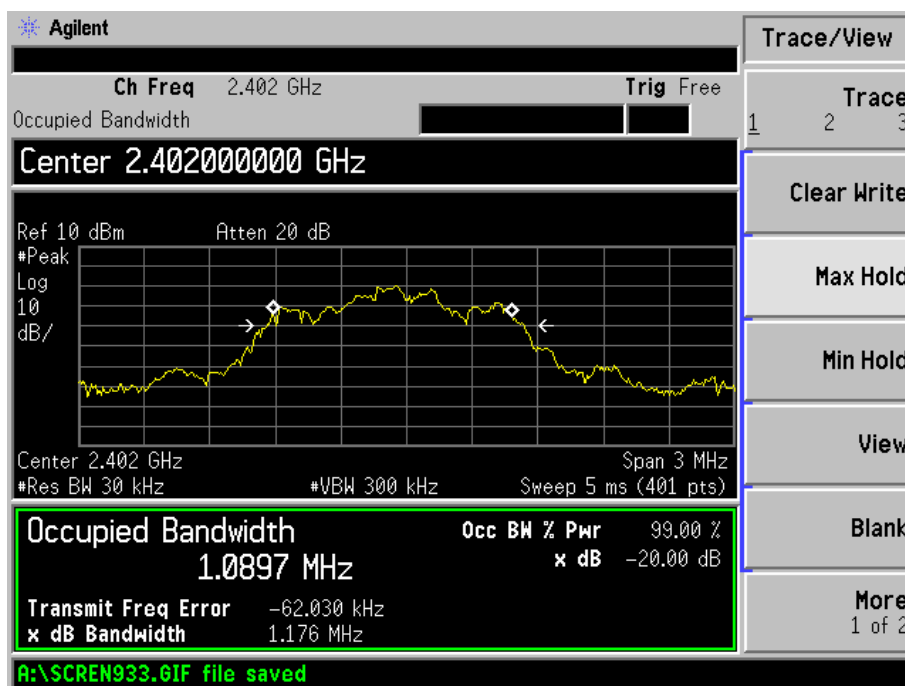 Agilent
Trace/View
Ch Freq 2.402 GHz Trig Free
Occupied Bandwidth
Center 2.402000000 GHz
Ref 10 dBm Atten 20 dB
#Peak
Log
10
dB/
Center 2.402 GHz Span 3 MHz
#Res BW 30 kHz #VBW 300 kHz Sweep 5 ms (401 pts)
Occupied Bandwidth
1.0897 MHz
Occ BW % Pwr 99.00 %
x dB -20.00 dB
Transmit Freq Error -62.030 kHz
x dB Bandwidth 1.176 MHz
A:\SCREN933.GIF file saved
Trace
1 2 3
Clear Write
Max Hold
Min Hold
View
Blank
More
1 of 2